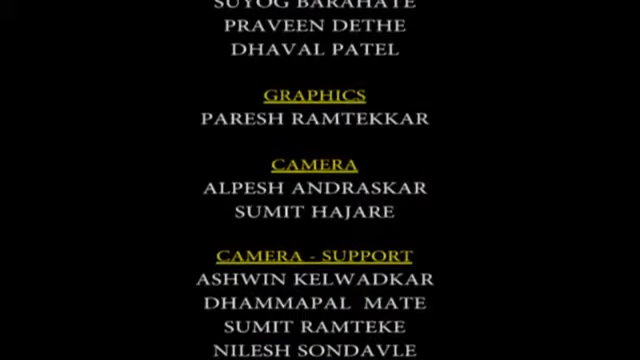 SUYOG BARAHATE
PRAVEEN DETHE
DHAVAL PATEL
GRAPHICS
PARESH RAMTEKKAR
CAMERA
ALPESH ANDRASKAR
SUMIT HAJARE
CAMERA - SUPPORT
ASHWIN KELWADKAR
DHAMMAPAL MATE
SUMIT RAMTEKE
NILESH SONDAVLE